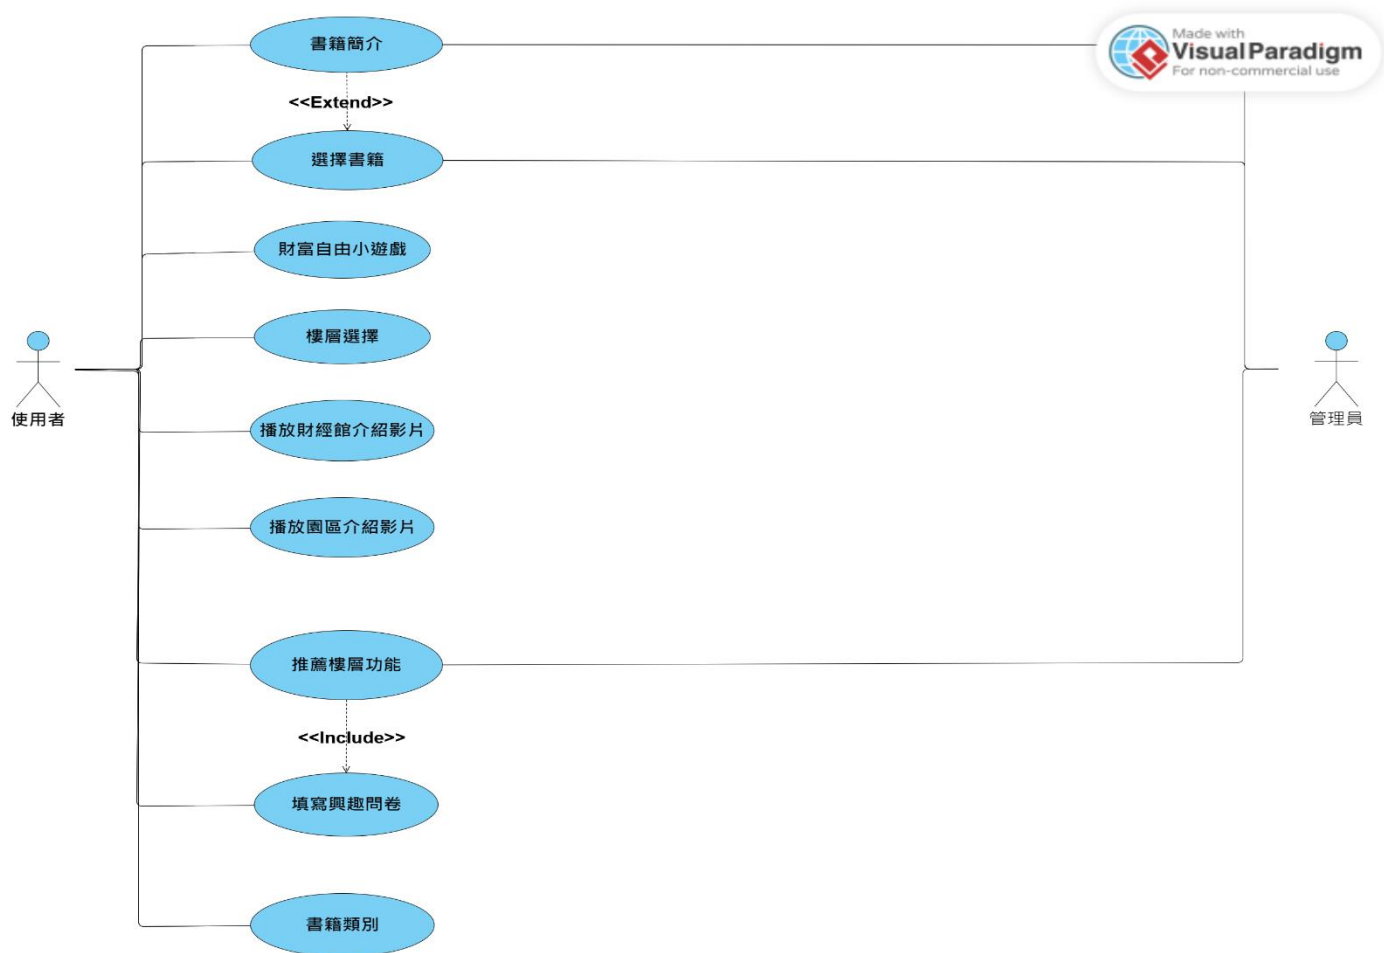 書籍簡介
Made with
Visual Paradigm
For non-commercial use
<<Extend>>
選擇書籍
財富自由小遊戲
樓層選擇
使用者
管理員
播放財經館介紹影片
播放園區介紹影片
推薦樓層功能
<<Include>>
填寫興趣問卷
書籍類別